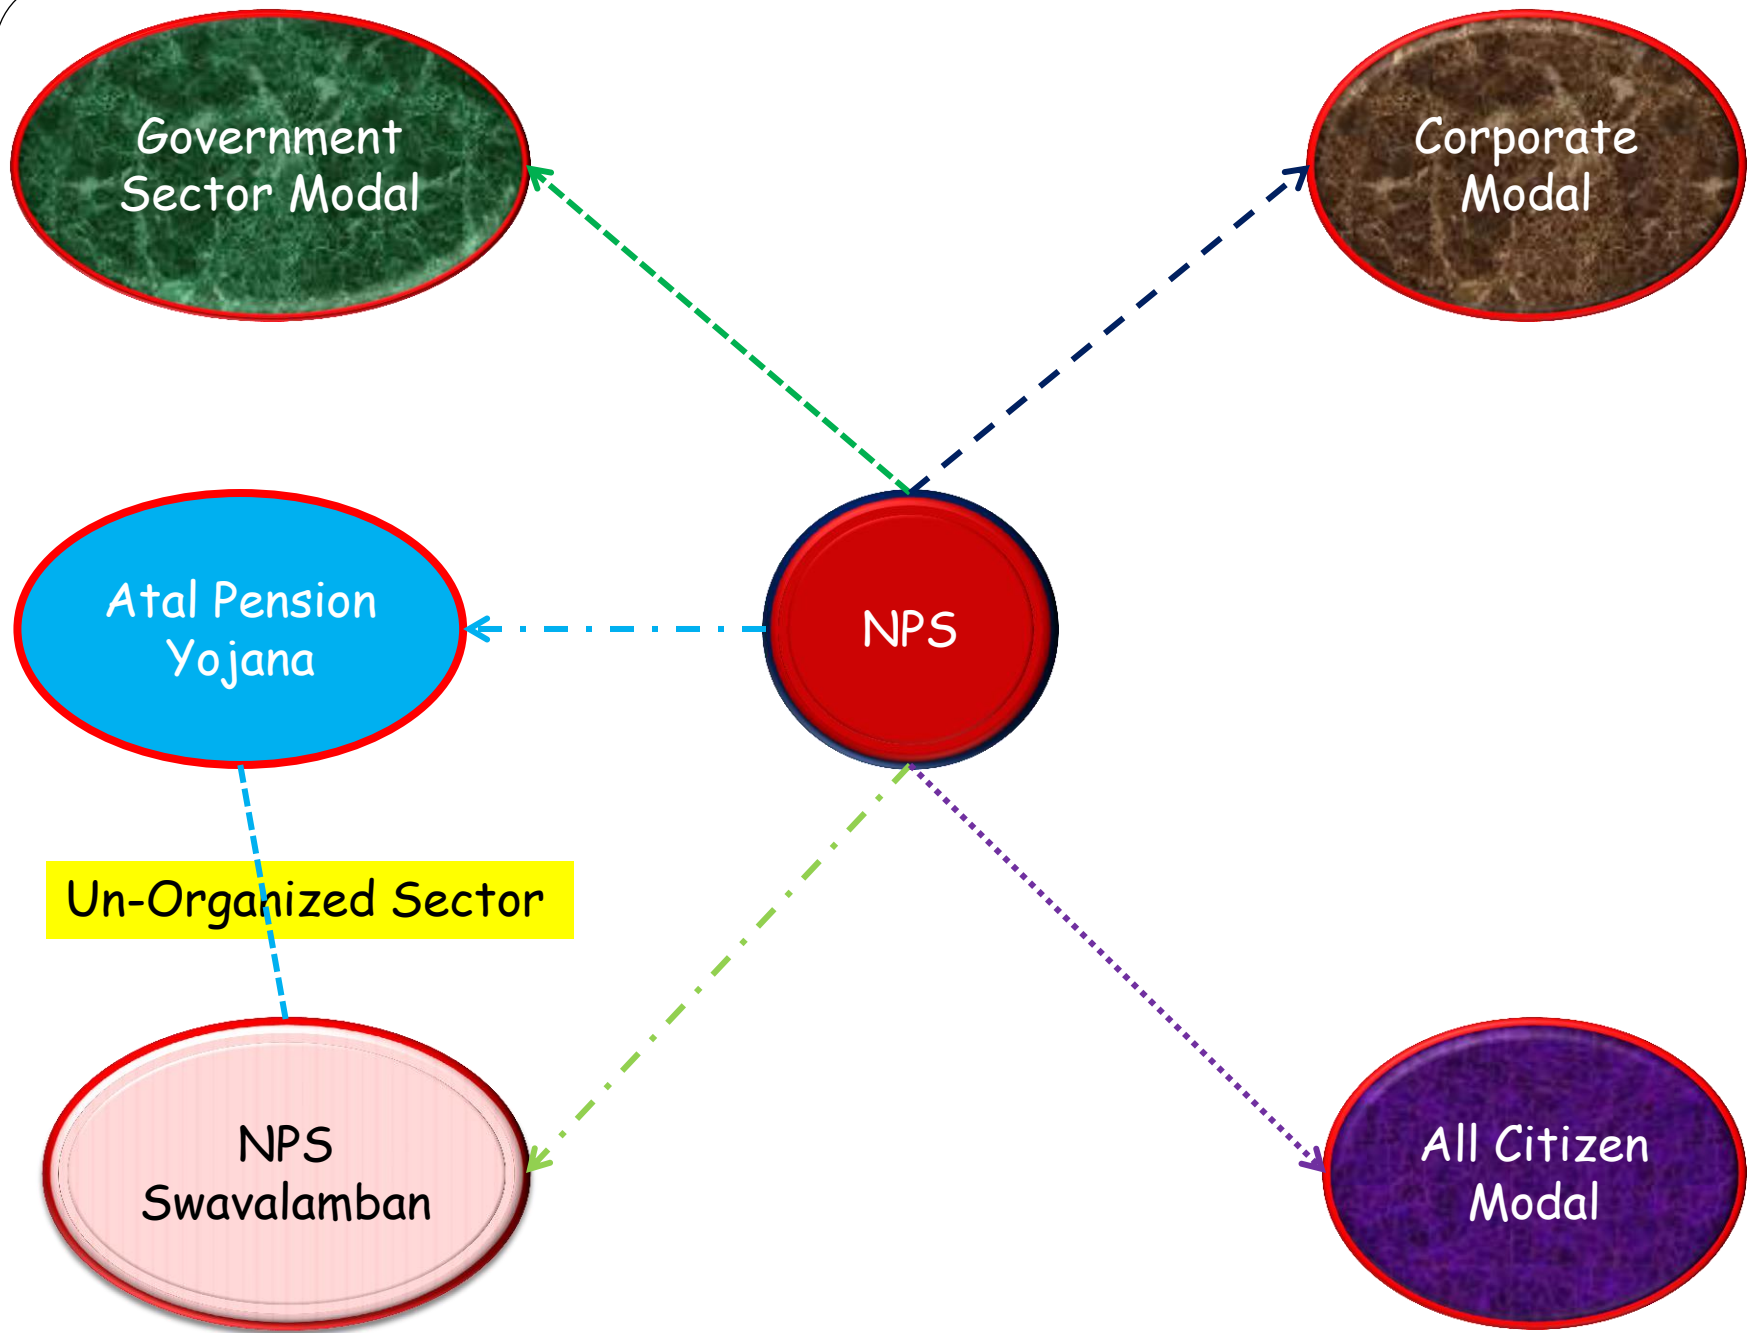 Government
Sector Modal
Corporate
Modal
Atal Pension
Yojana
NPS
Un-Organized Sector
NPS
Swavalamban
All Citizen
Modal